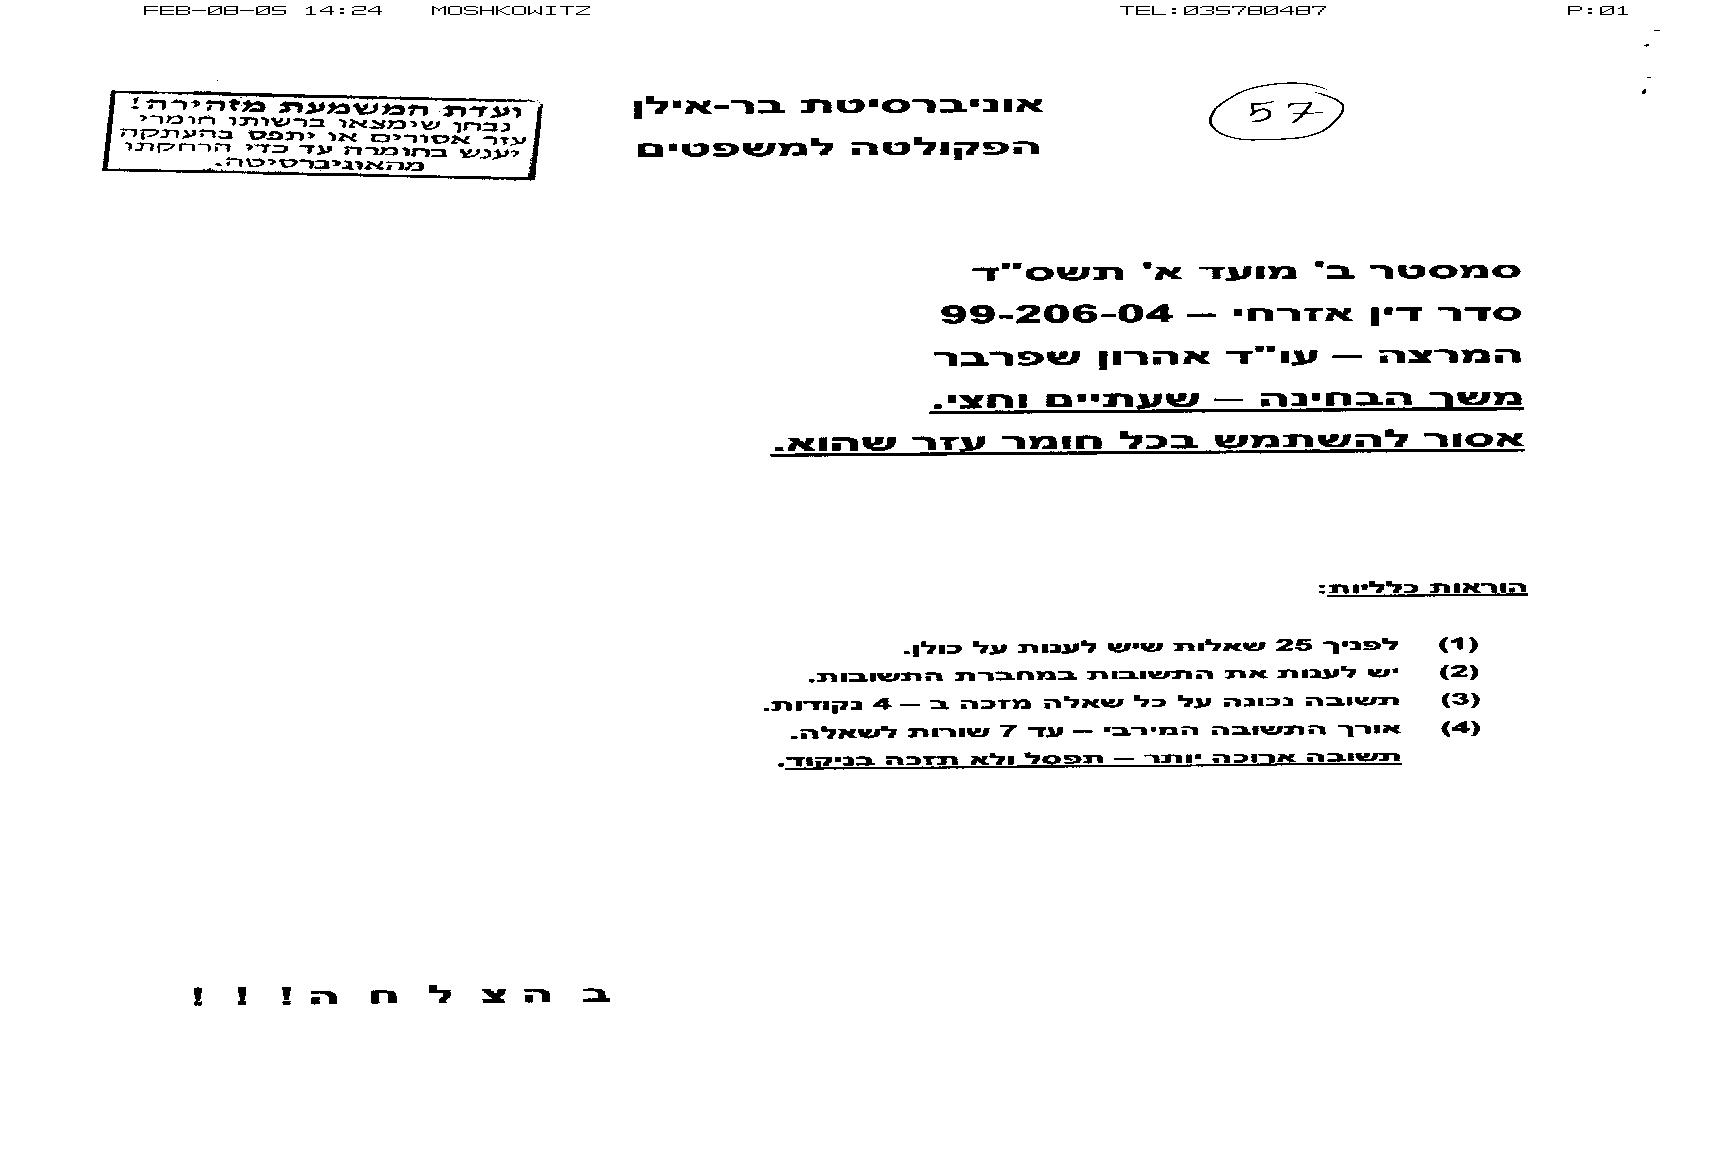 FEB-08-05 14:24 MOSHKOWITZ TEL:035780487 P:01
ועדת המשמעת מזהירה!
נבחן שימצאו ברשותו חומרי
עזר אסורים או יתפס בהעתקה
יענש בחומרה עד כדי הרחקתו
מהאוניברסיטה.
אוניברסיטת בר-אילן
הפקולטה למשפטים
57
סמסטר ב' מועד א' תשס"ד
סדר דין אזרחי – 99-206-04
המרצה – עו"ד אהרון שפרבר
משך הבחינה – שעתיים וחצי.
אסור להשתמש בכל חומר עזר שהוא.
הוראות כלליות:
(1) לפניך 25 שאלות שיש לענות על כולן.
(2) יש לענות את התשובות במחברת התשובות.
(3) תשובה נכונה על כל שאלה מזכה ב – 4 נקודות.
(4) אורך התשובה המירבי – עד 7 שורות לשאלה.
תשובה ארוכה יותר – תפסל ולא תזכה בניקוד.
ב ה צ ל ח ה ! ! !